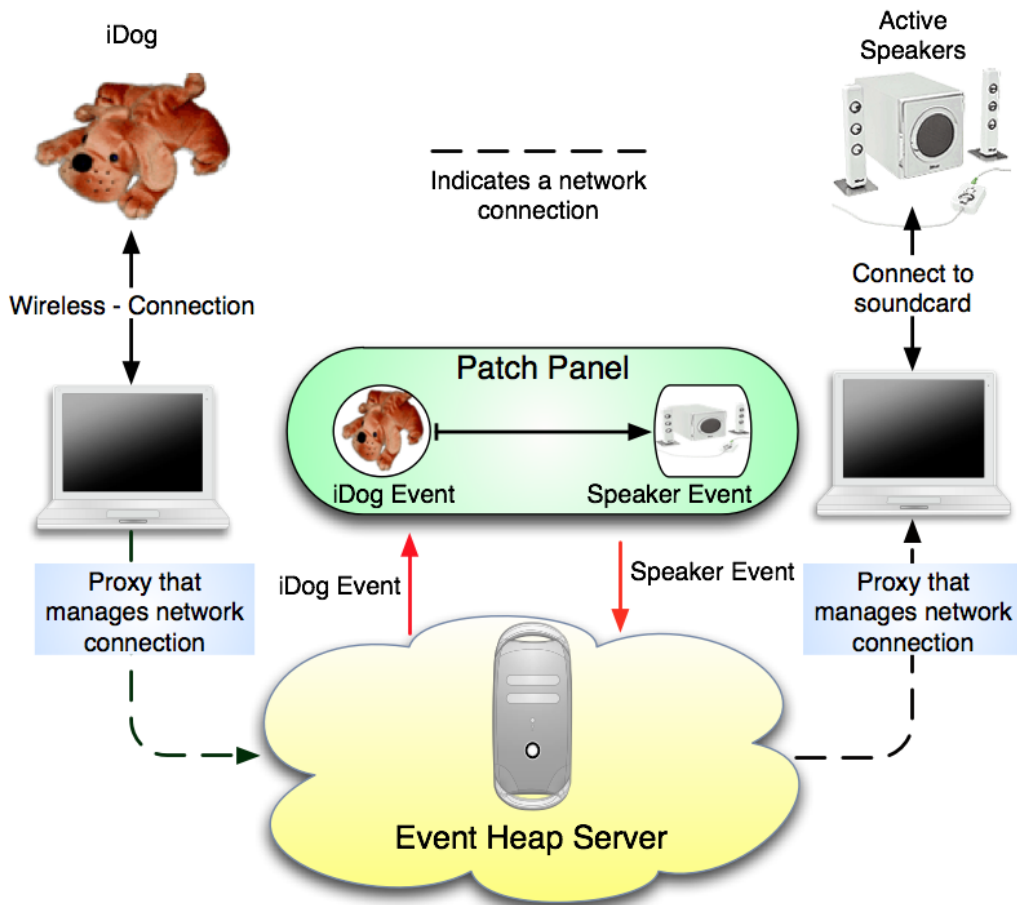 iDog
Active
Speakers
Indicates a network
connection
Wireless - Connection
Connect to
soundcard
Patch Panel
iDog Event
Speaker Event
Proxy that
manages network
connection
iDog Event
Speaker Event
Proxy that
manages network
connection
Event Heap Server